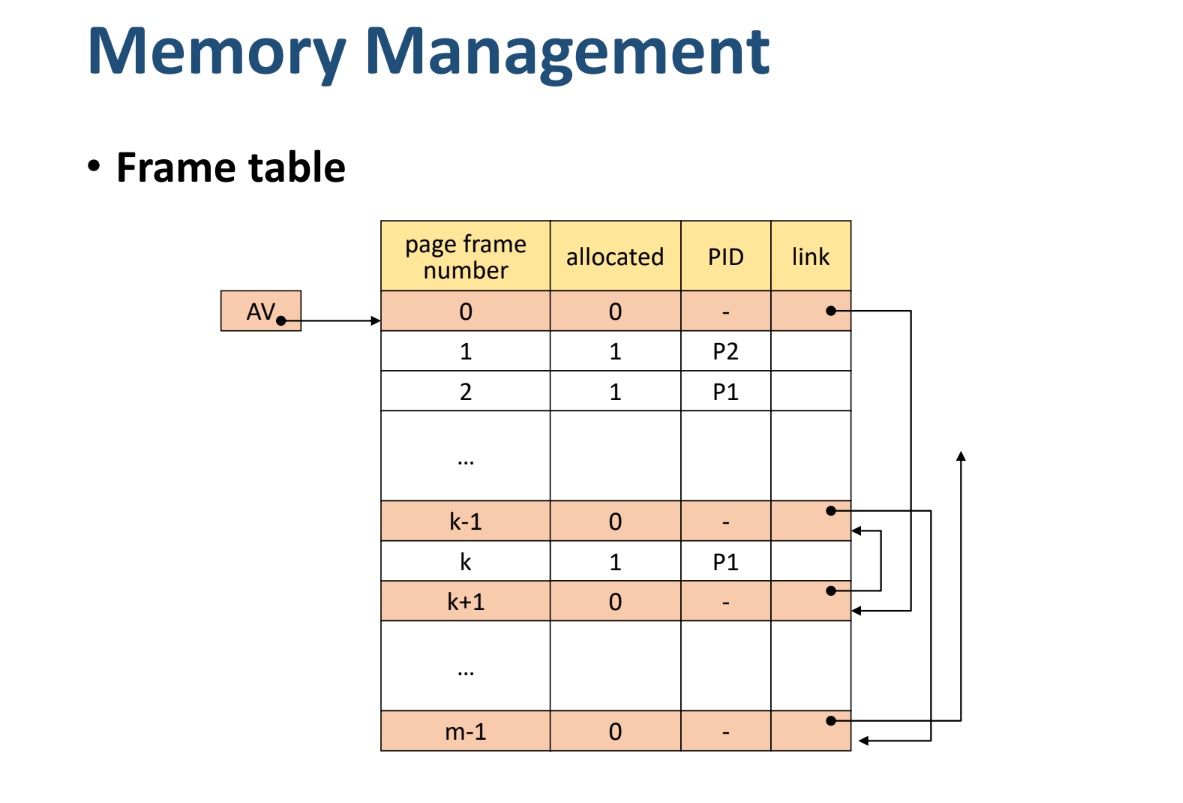 Memory Management
• Frame table
page frame number allocated PID link
AV 0 0 -
1 1 P2
2 1 P1
...
k-1 0 -
k 1 P1
k+1 0 -
...
m-1 0 -